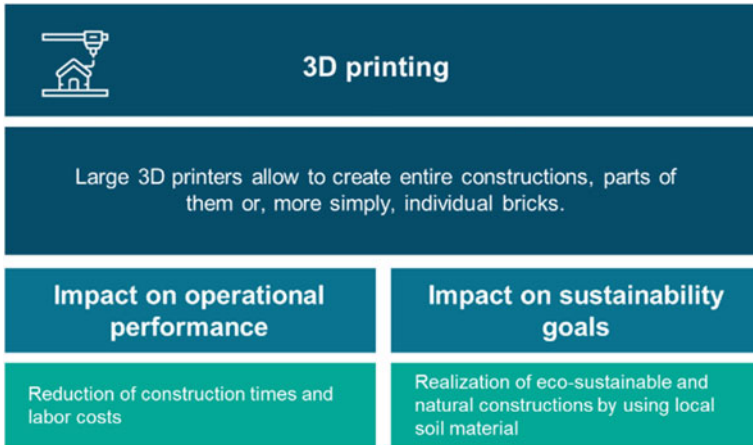 3D printing
Large 3D printers allow to create entire constructions, parts of
them or, more simply, individual bricks.
Impact on operational
performance
Impact on sustainability
goals
Reduction of construction times and
labor costs
Realization of eco-sustainable and
natural constructions by using local
soil material